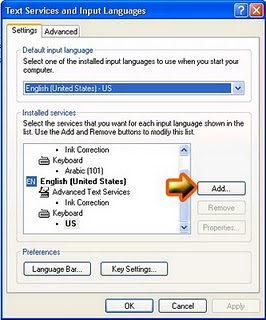 Text Services and Input Languages
Settings
Advanced
Default input language
Select one of the installed input languages to use when you start your
computer.
English (United States) - US
Installed services
Select the services that you want for each input language shown in the
list. Use the Add and Remove buttons to modify this list.
Ink Correction
Keyboard
Arabic (101)
EN English (United States)
Advanced Text Services
Ink Correction
Keyboard
US
Add...
Remove
Properties...
Preferences
Language Bar...
Key Settings...
OK
Cancel
Apply